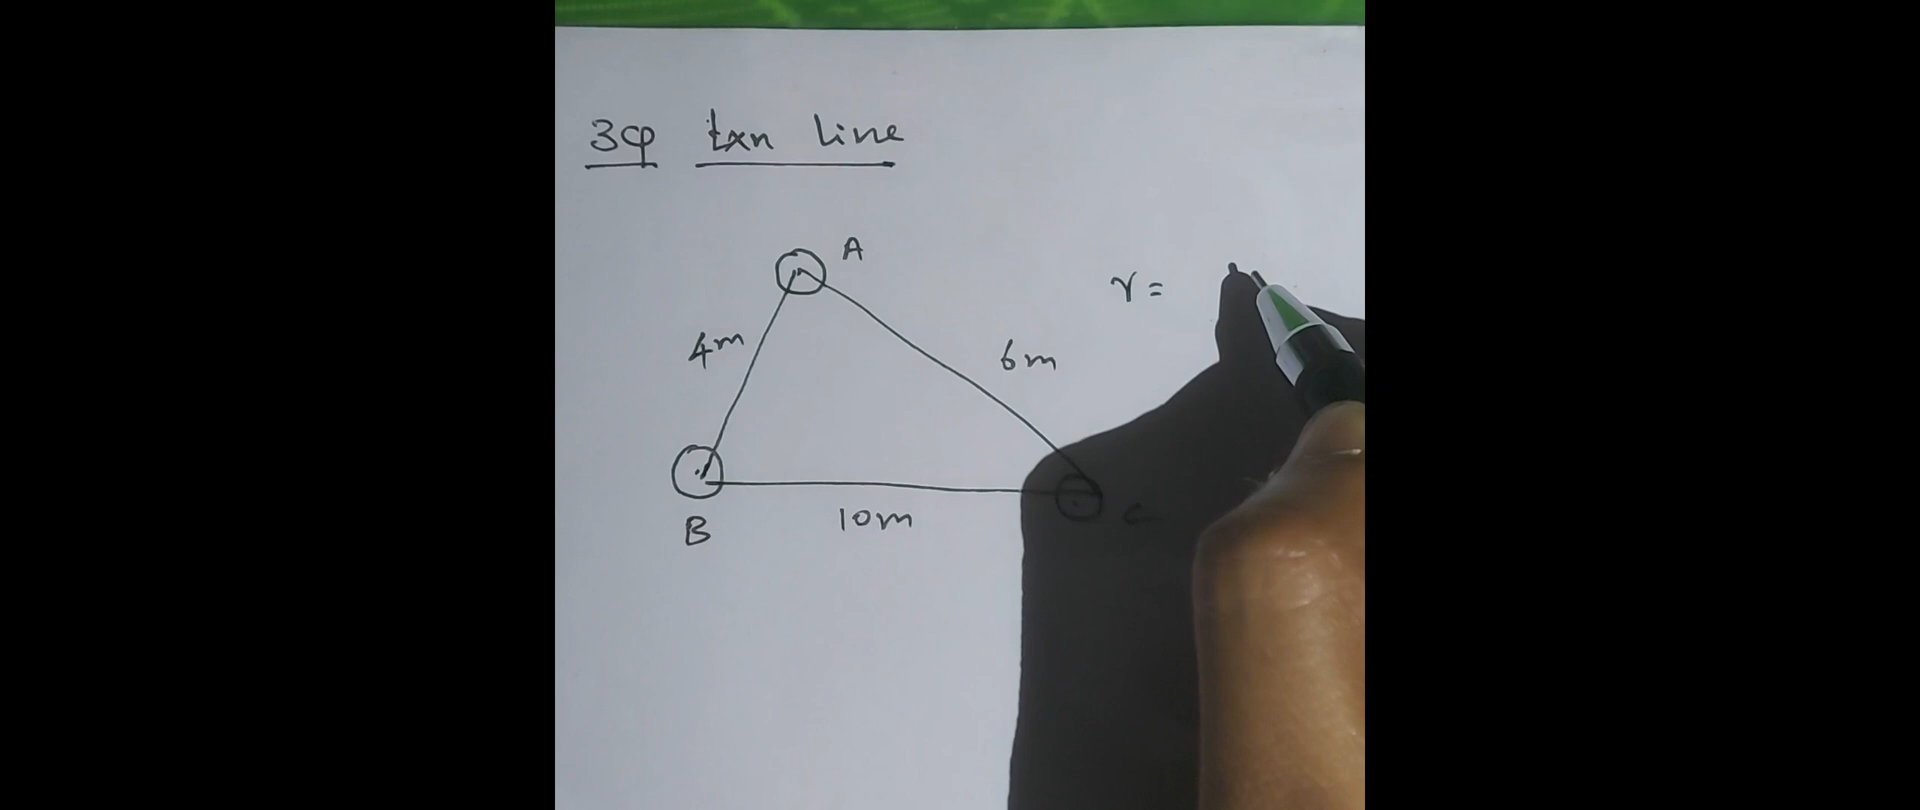 3φ txn line
A
r =
4m
6m
C
10m
B